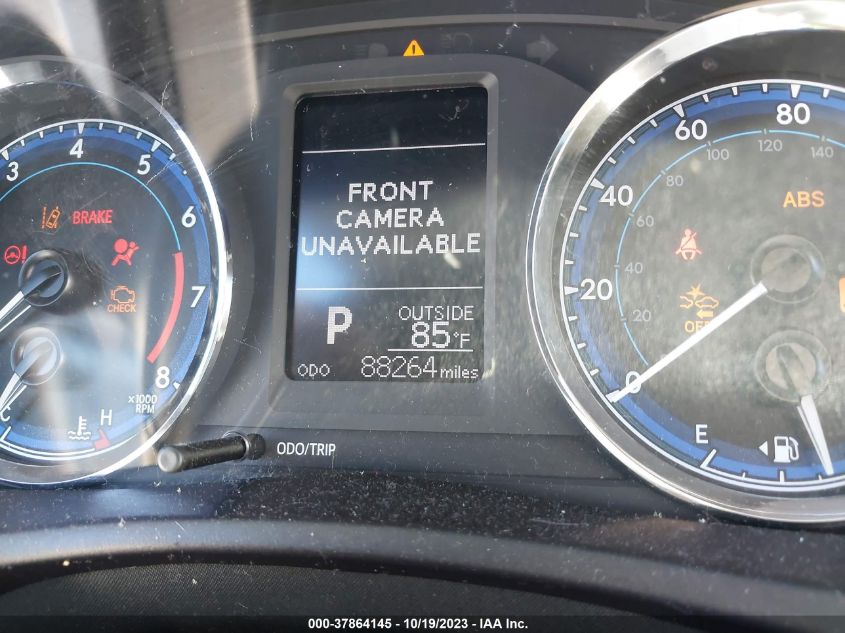 FRONT
CAMERA
UNAVAILABLE
P
OUTSIDE
85°F
ODO 88264 miles
ODO/TRIP
3 4 5 6 7 8
x1000
RPM
BRAKE
CHECK
C H
0 20 40 60 80
20 40 60 80 100 120 140
ABS
OFF
E
000-37864145 - 10/19/2023 - IAA Inc.